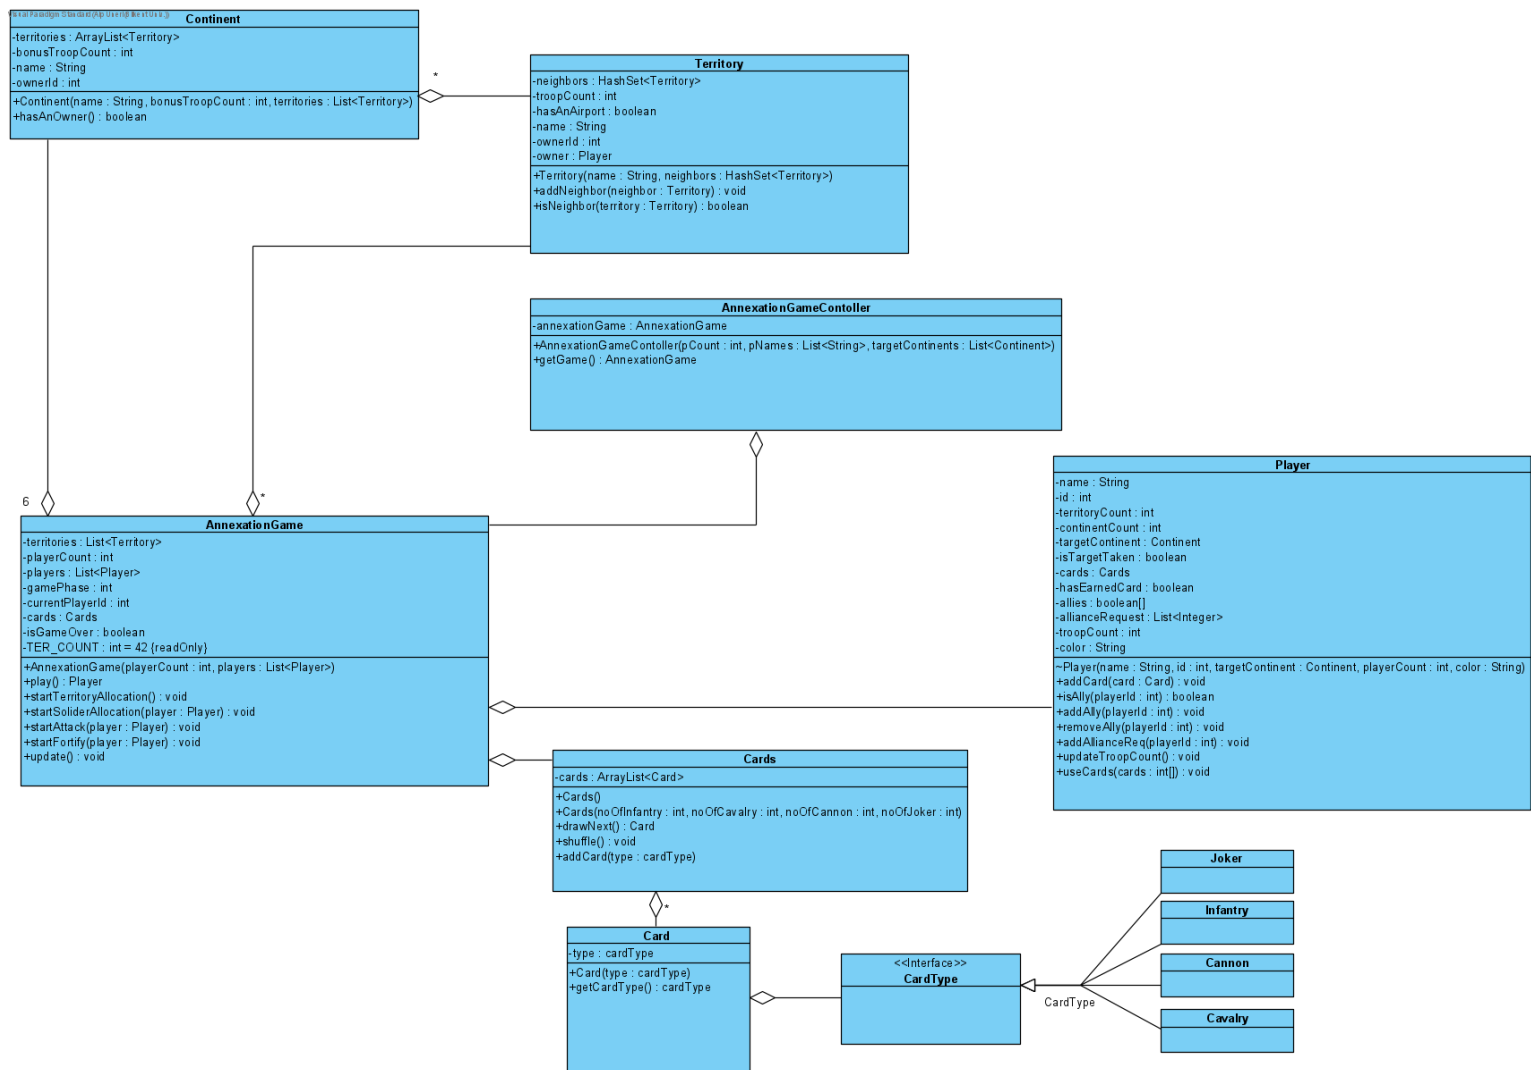 Continent
-territories : ArrayList<Territory>
-bonusTroopCount : int
-name : String
-ownerId : int
+Continent(name : String, bonusTroopCount : int, territories : List<Territory>)
+hasAnOwner() : boolean
*
Territory
-neighbors : HashSet<Territory>
-troopCount : int
-hasAnAirport : boolean
-name : String
-ownerId : int
-owner : Player
+Territory(name : String, neighbors : HashSet<Territory>)
+addNeighbor(neighbor : Territory) : void
+isNeighbor(territory : Territory) : boolean
AnnexationGameContoller
-annexationGame : AnnexationGame
+AnnexationGameContoller(pCount : int, pNames : List<String>, targetContinents : List<Continent>)
+getGame() : AnnexationGame
6
*
AnnexationGame
-territories : List<Territory>
-playerCount : int
-players : List<Player>
-gamePhase : int
-currentPlayerId : int
-cards : Cards
-isGameOver : boolean
-TER_COUNT : int = 42 {readOnly}
+AnnexationGame(playerCount : int, players : List<Player>)
+play() : Player
+startTerritoryAllocation() : void
+startSoliderAllocation(player : Player) : void
+startAttack(player : Player) : void
+startFortify(player : Player) : void
+update() : void
Player
-name : String
-id : int
-territoryCount : int
-continentCount : int
-targetContinent : Continent
-isTargetTaken : boolean
-cards : Cards
-hasEarnedCard : boolean
-allies : boolean[]
-allianceRequest : List<Integer>
-troopCount : int
-color : String
~Player(name : String, id : int, targetContinent : Continent, playerCount : int, color : String)
+addCard(card : Card) : void
+isAlly(playerId : int) : boolean
+addAlly(playerId : int) : void
+removeAlly(playerId : int) : void
+addAllianceReq(playerId : int) : void
+updateTroopCount() : void
+useCards(cards : int[]) : void
Cards
-cards : ArrayList<Card>
+Cards()
+Cards(noOfInfantry : int, noOfCavalry : int, noOfCannon : int, noOfJoker : int)
+drawNext() : Card
+shuffle() : void
+addCard(type : cardType)
*
Card
-type : cardType
+Card(type : cardType)
+getCardType() : cardType
<<Interface>>
CardType
CardType
Joker
Infantry
Cannon
Cavalry